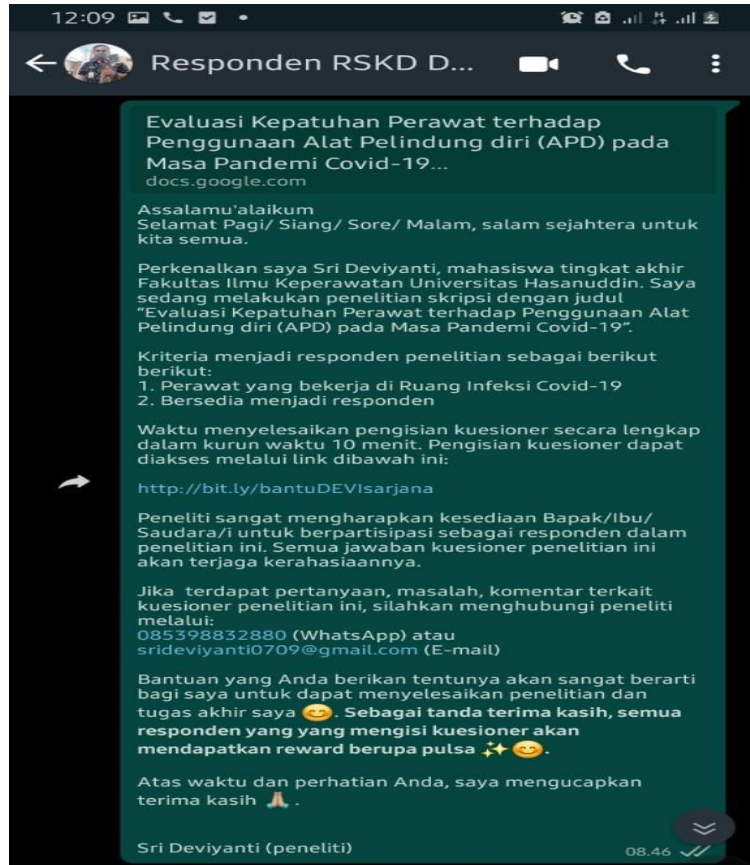 12:09
Responden RSKD D...
Evaluasi Kepatuhan Perawat terhadap
Penggunaan Alat Pelindung diri (APD) pada
Masa Pandemi Covid-19...
docs.google.com
Assalamu'alaikum
Selamat Pagi/ Siang/ Sore/ Malam, salam sejahtera untuk
kita semua.
Perkenalkan saya Sri Deviyanti, mahasiswa tingkat akhir
Fakultas Ilmu Keperawatan Universitas Hasanuddin. Saya
sedang melakukan penelitian skripsi dengan judul
“Evaluasi Kepatuhan Perawat terhadap Penggunaan Alat
Pelindung diri (APD) pada Masa Pandemi Covid-19”.
Kriteria menjadi responden penelitian sebagai berikut
berikut:
1. Perawat yang bekerja di Ruang Infeksi Covid-19
2. Bersedia menjadi responden
Waktu menyelesaikan pengisian kuesioner secara lengkap
dalam kurun waktu 10 menit. Pengisian kuesioner dapat
diakses melalui link dibawah ini:
http://bit.ly/bantuDEVIsarjana
Peneliti sangat mengharapkan kesediaan Bapak/Ibu/
Saudara/i untuk berpartisipasi sebagai responden dalam
penelitian ini. Semua jawaban kuesioner penelitian ini
akan terjaga kerahasiaannya.
Jika terdapat pertanyaan, masalah, komentar terkait
kuesioner penelitian ini, silahkan menghubungi peneliti
melalui:
085398832880 (WhatsApp) atau
srideviyanti0709@gmail.com (E-mail)
Bantuan yang Anda berikan tentunya akan sangat berarti
bagi saya untuk dapat menyelesaikan penelitian dan
tugas akhir saya 😊. Sebagai tanda terima kasih, semua
responden yang yang mengisi kuesioner akan
mendapatkan reward berupa pulsa ✨😊.
Atas waktu dan perhatian Anda, saya mengucapkan
terima kasih 🙏🏻 .
Sri Deviyanti (peneliti)
08.46